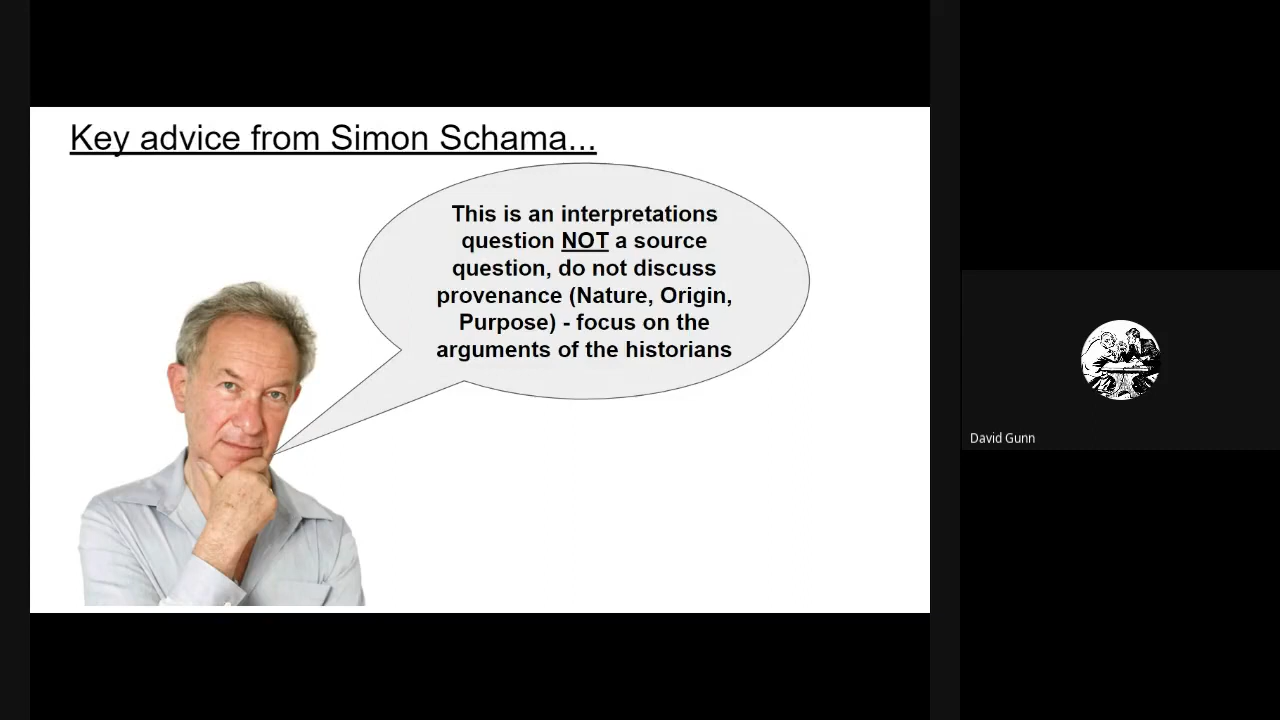 Key advice from Simon Schama...
This is an interpretations
question NOT a source
question, do not discuss
provenance (Nature, Origin,
Purpose) - focus on the
arguments of the historians
David Gunn